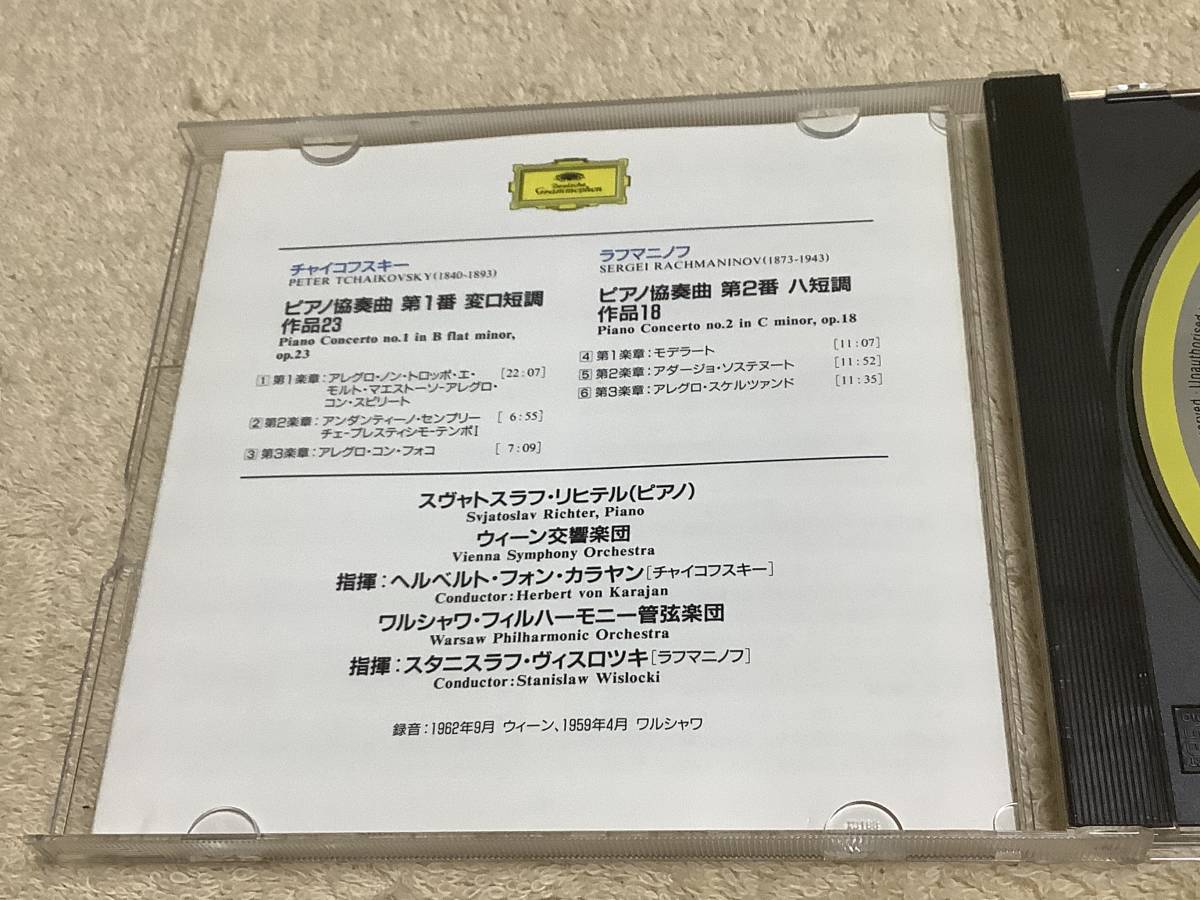 Deutsche
Grammophon
チャイコフスキー
PETER TCHAIKOVSKY(1840-1893)
ピアノ協奏曲 第1番 変ロ短調
作品23
Piano Concerto no.1 in B flat minor,
op.23
1 第1楽章:アレグロ・ノン・トロッポ・エ・ [22:07]
モルト・マエストーソ-アレグロ・
コン・スピリート
2 第2楽章:アンダンティーノ・センプリー [ 6:55]
チェ-プレスティシモ-テンポI
3 第3楽章:アレグロ・コン・フォコ [ 7:09]
ラフマニノフ
SERGEI RACHMANINOV(1873-1943)
ピアノ協奏曲 第2番 ハ短調
作品18
Piano Concerto no.2 in C minor, op.18
4 第1楽章:モデラート [11:07]
5 第2楽章:アダージョ・ソステヌート [11:52]
6 第3楽章:アレグロ・スケルツァンド [11:35]
スヴャトスラフ・リヒテル(ピアノ)
Svjatoslav Richter, Piano
ウィーン交響楽団
Vienna Symphony Orchestra
指揮:ヘルベルト・フォン・カラヤン[チャイコフスキー]
Conductor:Herbert von Karajan
ワルシャワ・フィルハーモニー管弦楽団
Warsaw Philharmonic Orchestra
指揮:スタニスラフ・ヴィスロツキ[ラフマニノフ]
Conductor:Stanislaw Wislocki
録音:1962年9月 ウィーン、1959年4月 ワルシャワ
Unauthorised